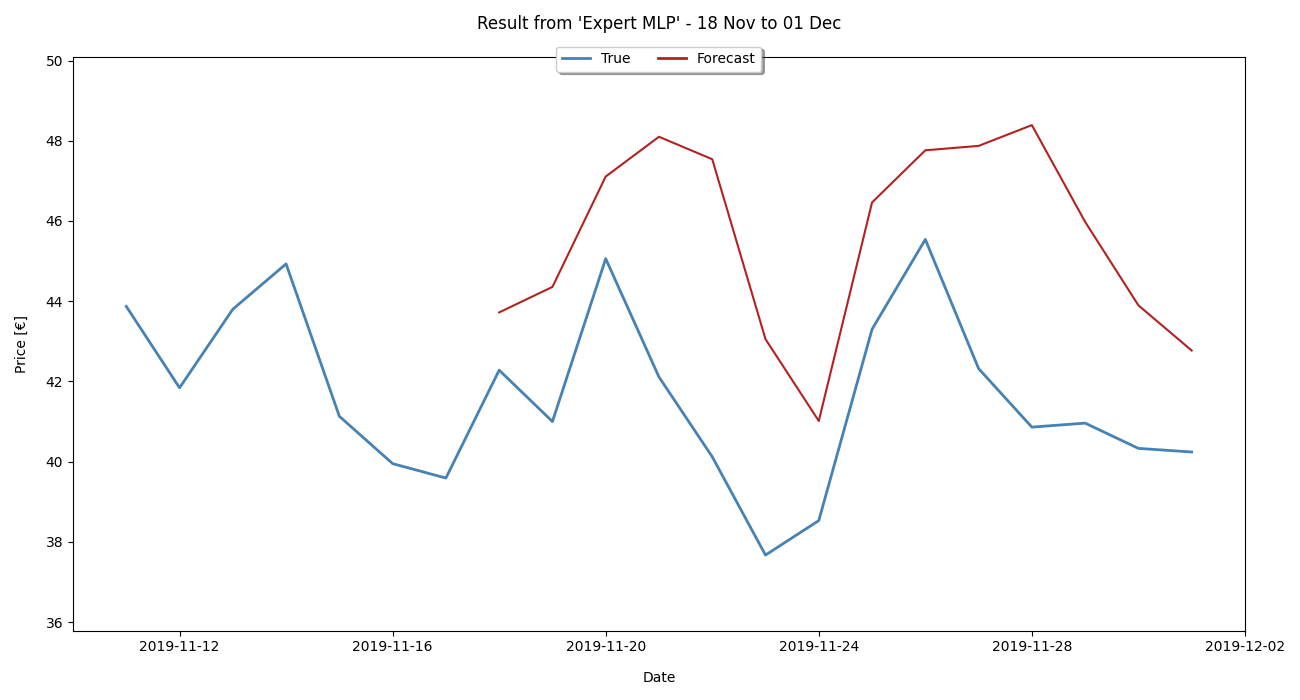 Result from 'Expert MLP' - 18 Nov to 01 Dec
True Forecast
50
48
46
44
42
40
38
36
Price [€]
2019-11-12 2019-11-16 2019-11-20 2019-11-24 2019-11-28 2019-12-02
Date